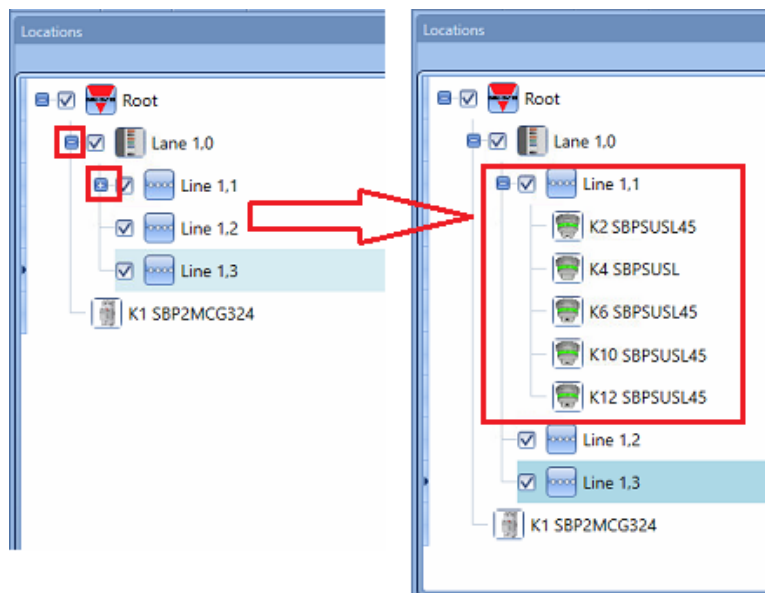 Locations
Root
Lane 1,0
Line 1,1
Line 1,2
Line 1,3
K1 SBP2MCG324
Locations
Root
Lane 1,0
Line 1,1
K2 SBPSUSL45
K4 SBPSUSL
K6 SBPSUSL45
K10 SBPSUSL45
K12 SBPSUSL45
Line 1,2
Line 1,3
K1 SBP2MCG324